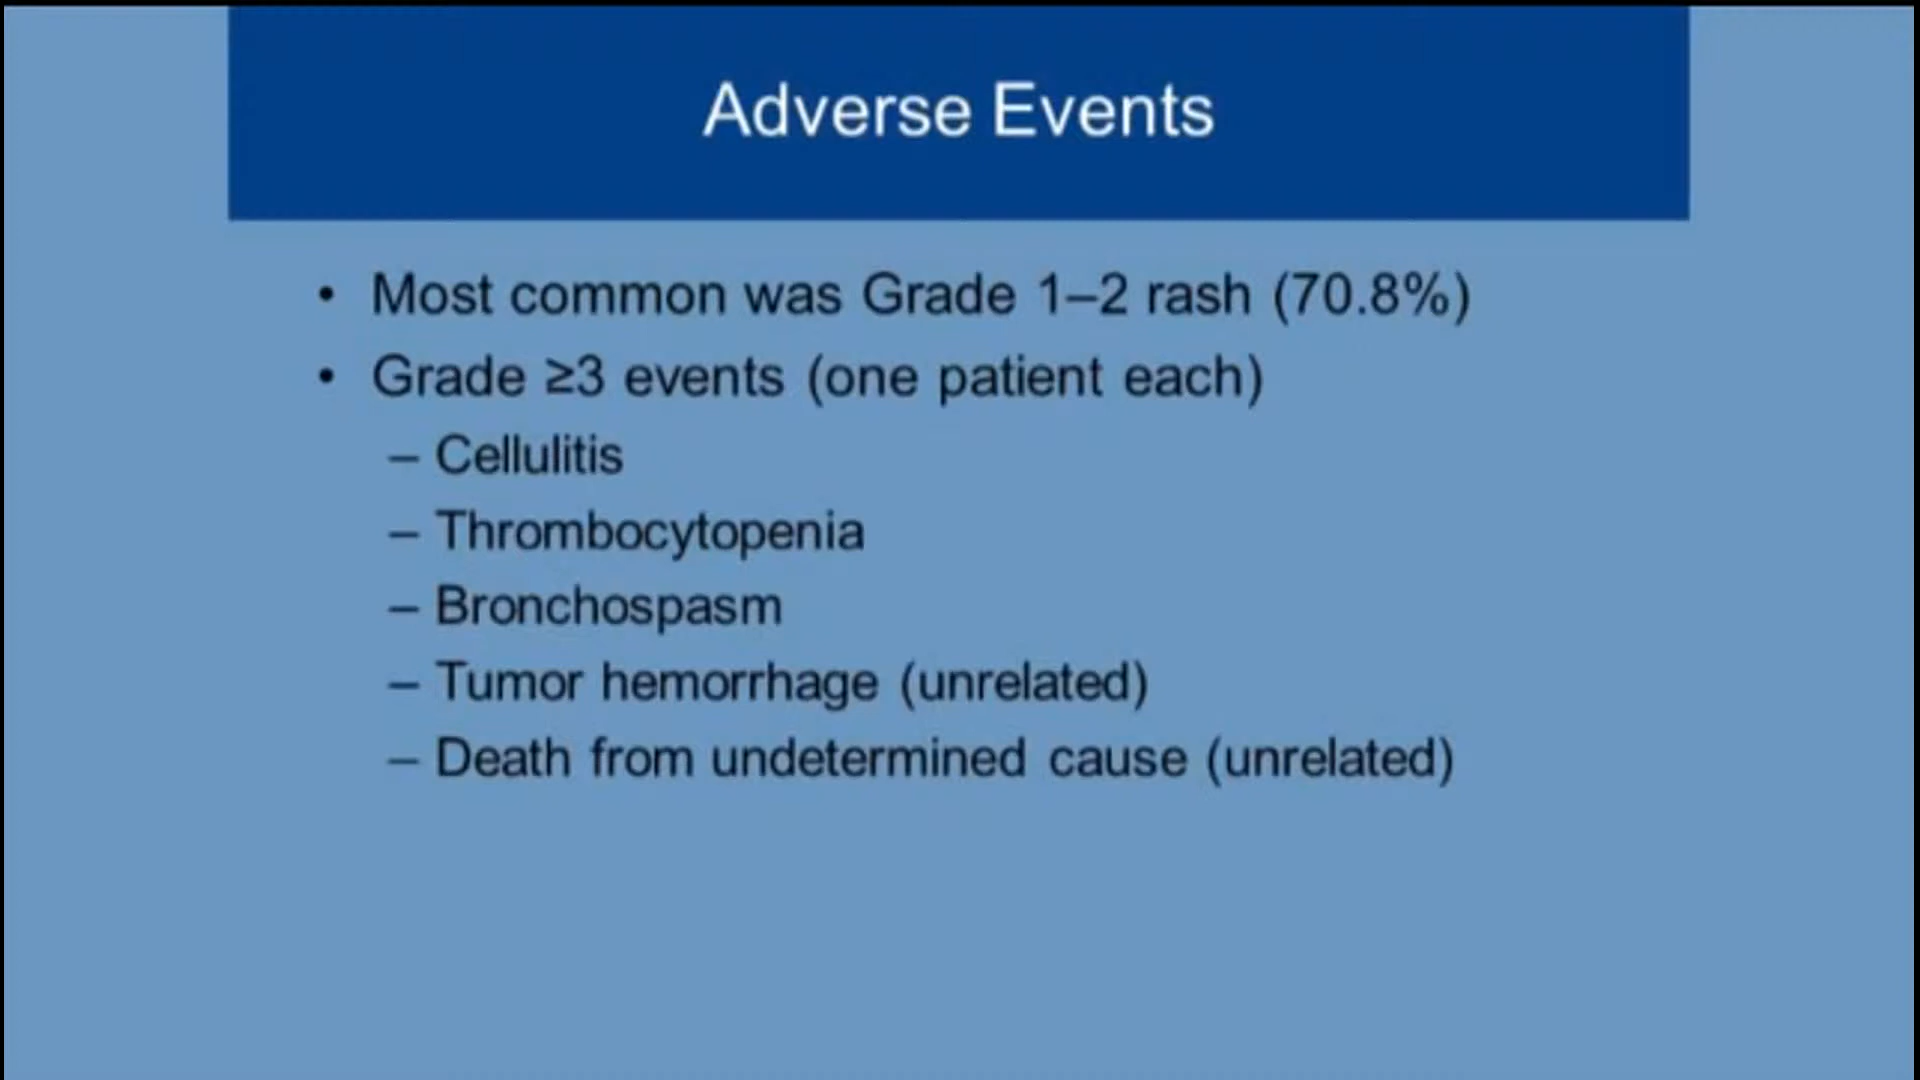 Adverse Events
• Most common was Grade 1–2 rash (70.8%)
• Grade ≥3 events (one patient each)
– Cellulitis
– Thrombocytopenia
– Bronchospasm
– Tumor hemorrhage (unrelated)
– Death from undetermined cause (unrelated)